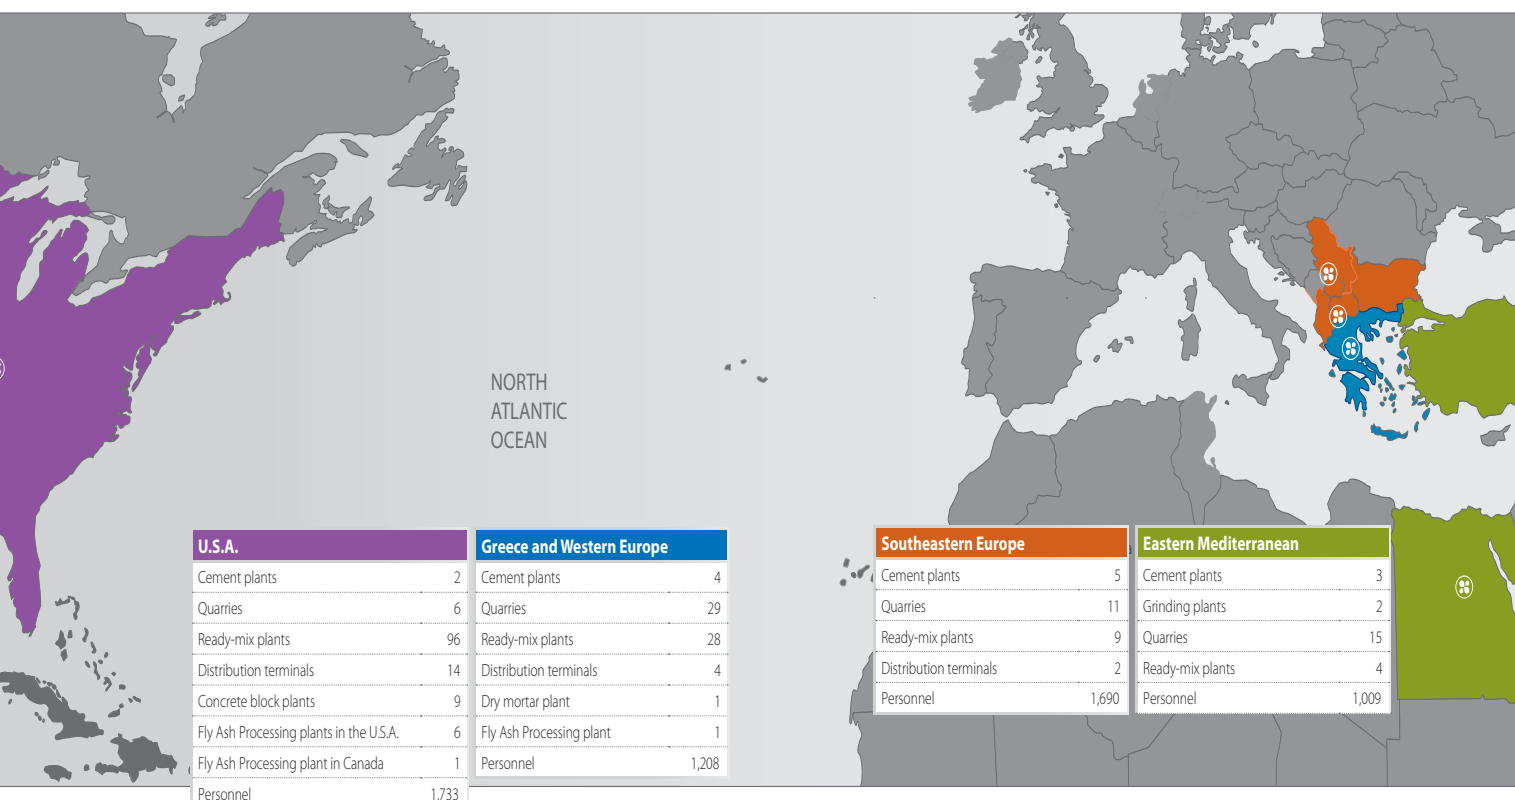 NORTH
ATLANTIC
OCEAN
U.S.A.
Cement plants 2
Quarries 6
Ready-mix plants 96
Distribution terminals 14
Concrete block plants 9
Fly Ash Processing plants in the U.S.A. 6
Fly Ash Processing plant in Canada 1
Personnel 1,733
Greece and Western Europe
Cement plants 4
Quarries 29
Ready-mix plants 28
Distribution terminals 4
Dry mortar plant 1
Fly Ash Processing plant 1
Personnel 1,208
Southeastern Europe
Cement plants 5
Quarries 11
Ready-mix plants 9
Distribution terminals 2
Personnel 1,690
Eastern Mediterranean
Cement plants 3
Grinding plants 2
Quarries 15
Ready-mix plants 4
Personnel 1,009